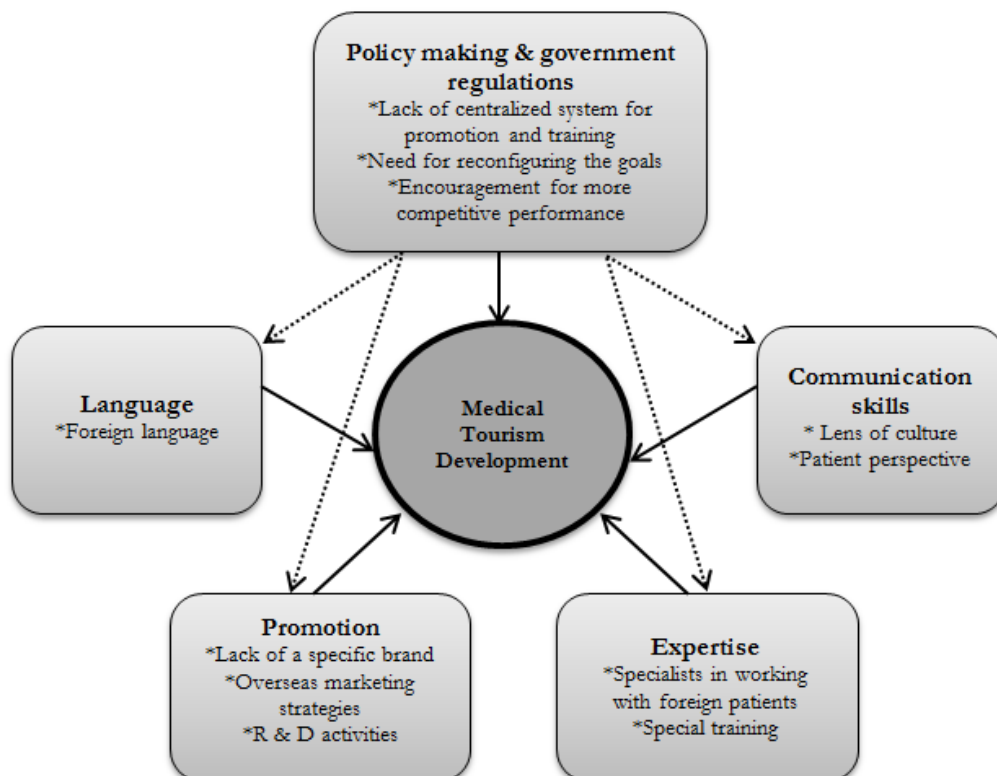 Policy making & government
regulations
*Lack of centralized system for
promotion and training
*Need for reconfiguring the goals
*Encouragement for more
competitive performance
Language
*Foreign language
Medical
Tourism
Development
Communication
skills
* Lens of culture
*Patient perspective
Promotion
*Lack of a specific brand
*Overseas marketing
strategies
*R & D activities
Expertise
*Specialists in working
with foreign patients
*Special training